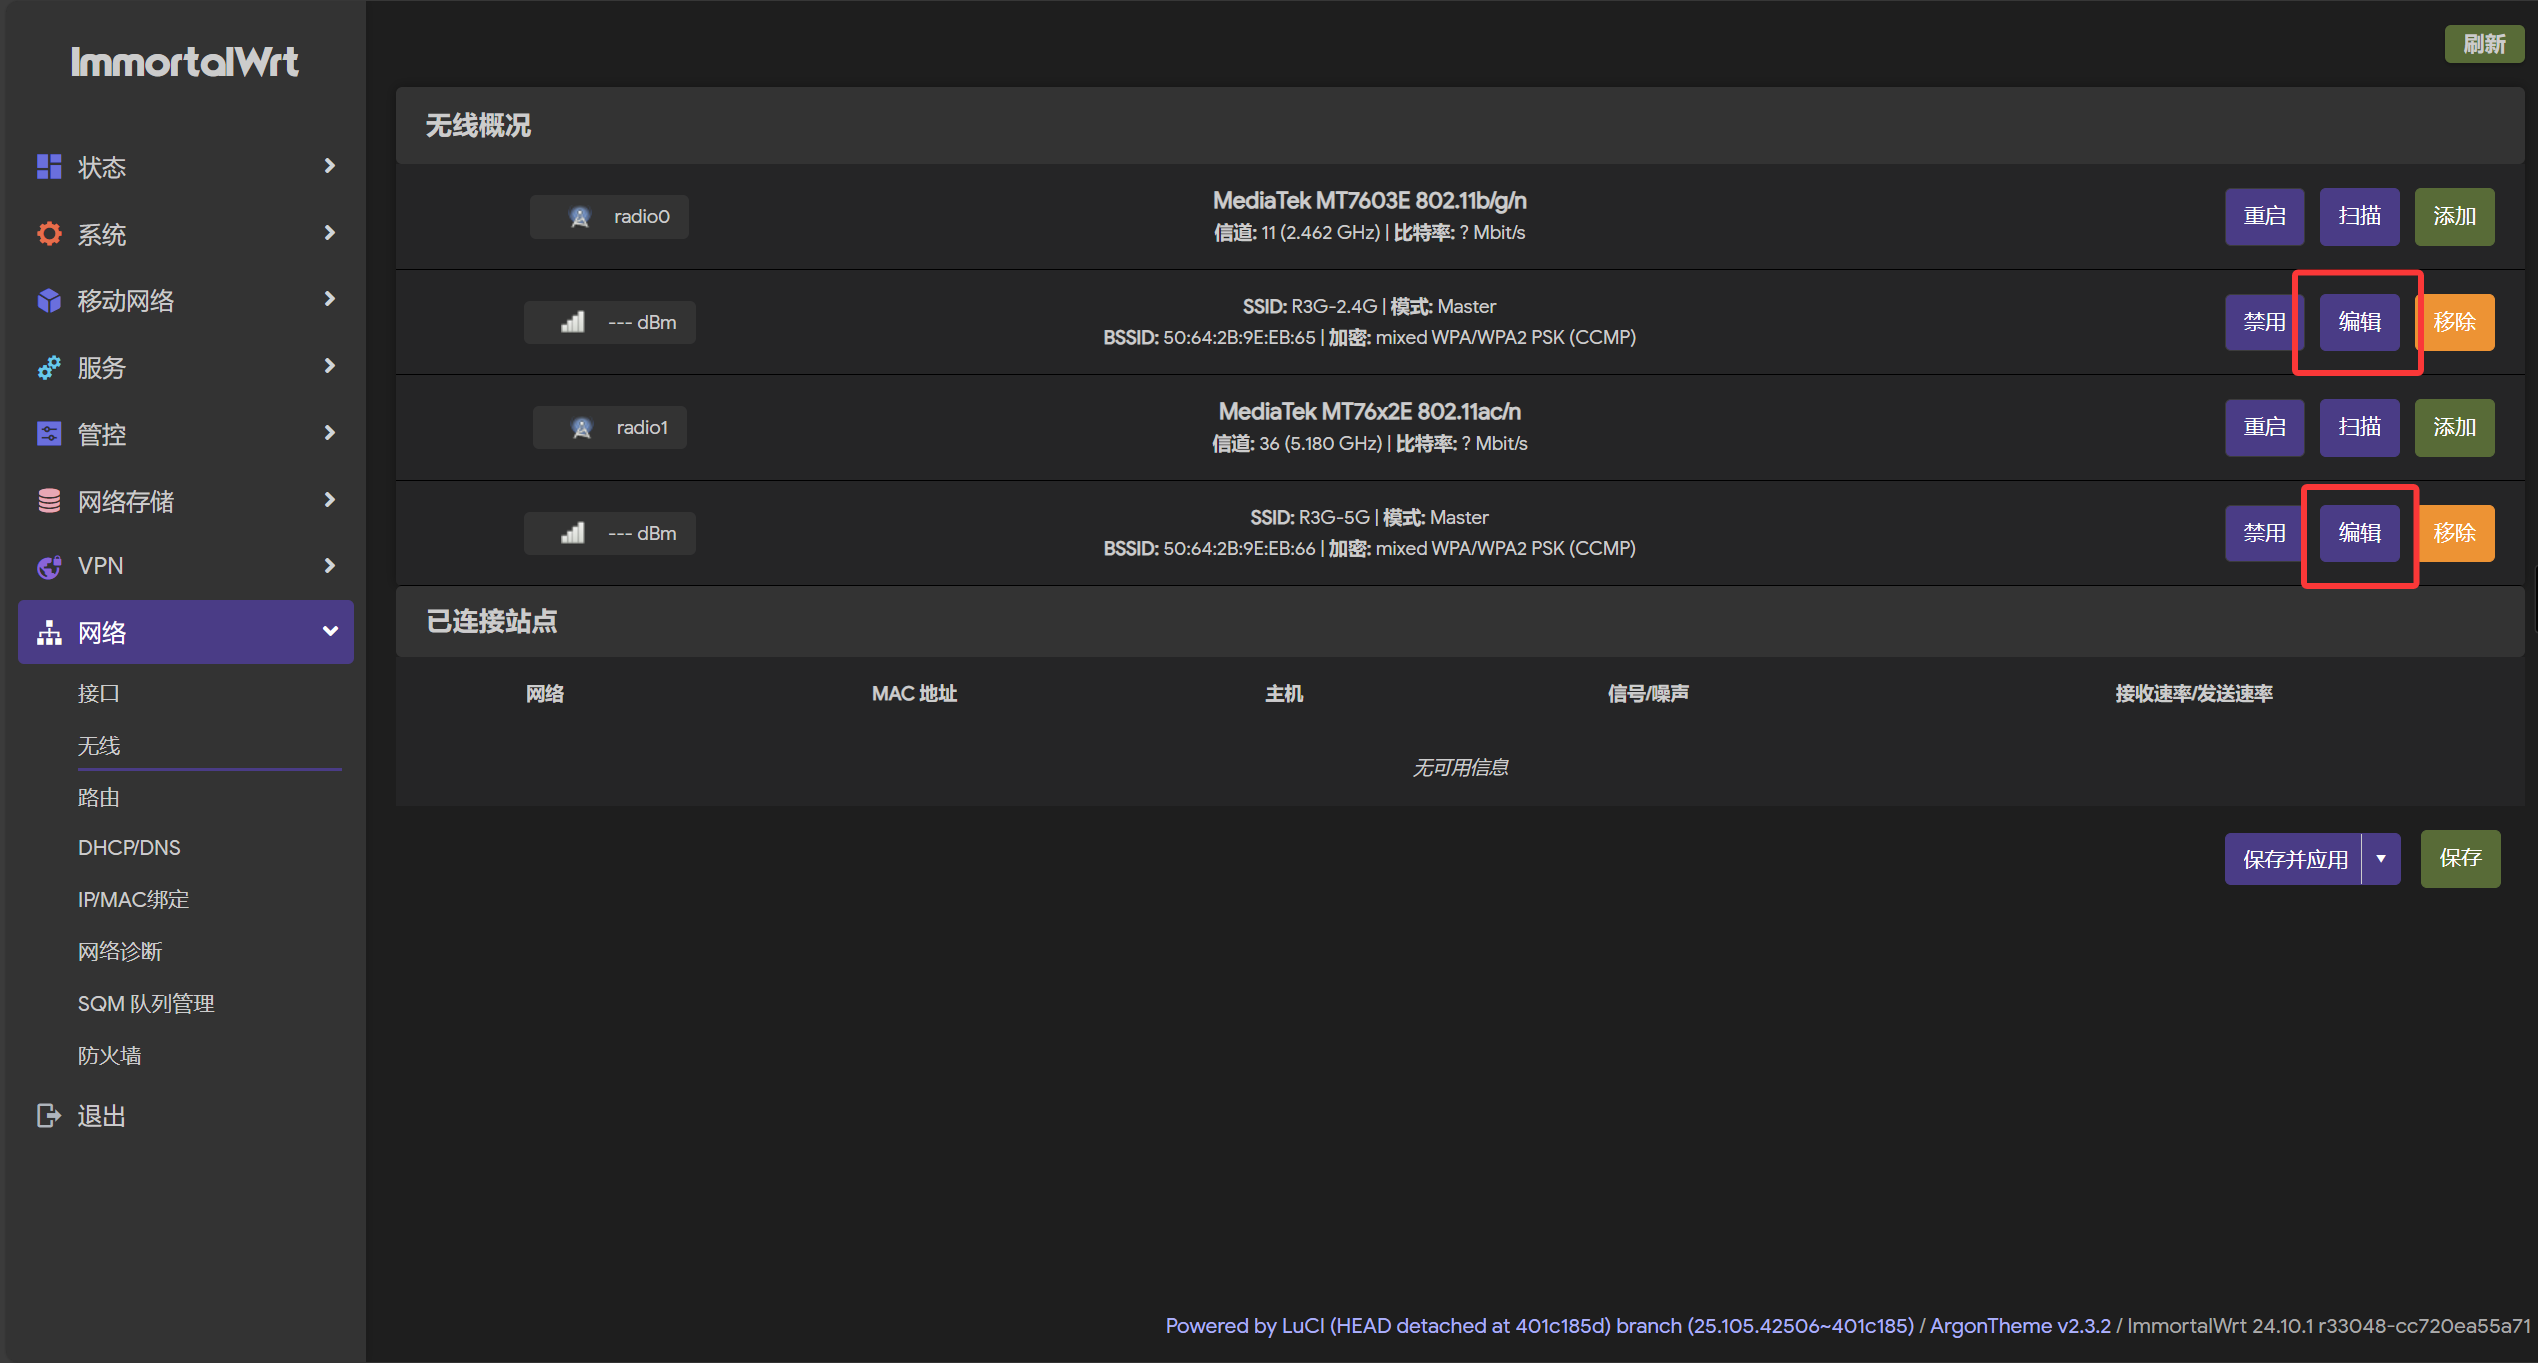 ImmortalWrt
状态
系统
移动网络
服务
管控
网络存储
VPN
网络
接口
无线
路由
DHCP/DNS
IP/MAC绑定
网络诊断
SQM 队列管理
防火墙
退出
刷新
无线概况
radio0
MediaTek MT7603E 802.11b/g/n
信道: 11 (2.462 GHz) | 比特率: ? Mbit/s
重启 扫描 添加
--- dBm
SSID: R3G-2.4G | 模式: Master
BSSID: 50:64:2B:9E:EB:65 | 加密: mixed WPA/WPA2 PSK (CCMP)
禁用 编辑 移除
radio1
MediaTek MT76x2E 802.11ac/n
信道: 36 (5.180 GHz) | 比特率: ? Mbit/s
重启 扫描 添加
--- dBm
SSID: R3G-5G | 模式: Master
BSSID: 50:64:2B:9E:EB:66 | 加密: mixed WPA/WPA2 PSK (CCMP)
禁用 编辑 移除
已连接站点
网络 MAC 地址 主机 信号/噪声 接收速率/发送速率
无可用信息
保存并应用 保存
Powered by LuCI (HEAD detached at 401c185d) branch (25.105.42506~401c185) / ArgonTheme v2.3.2 / ImmortalWrt 24.10.1 r33048-cc720ea55a71